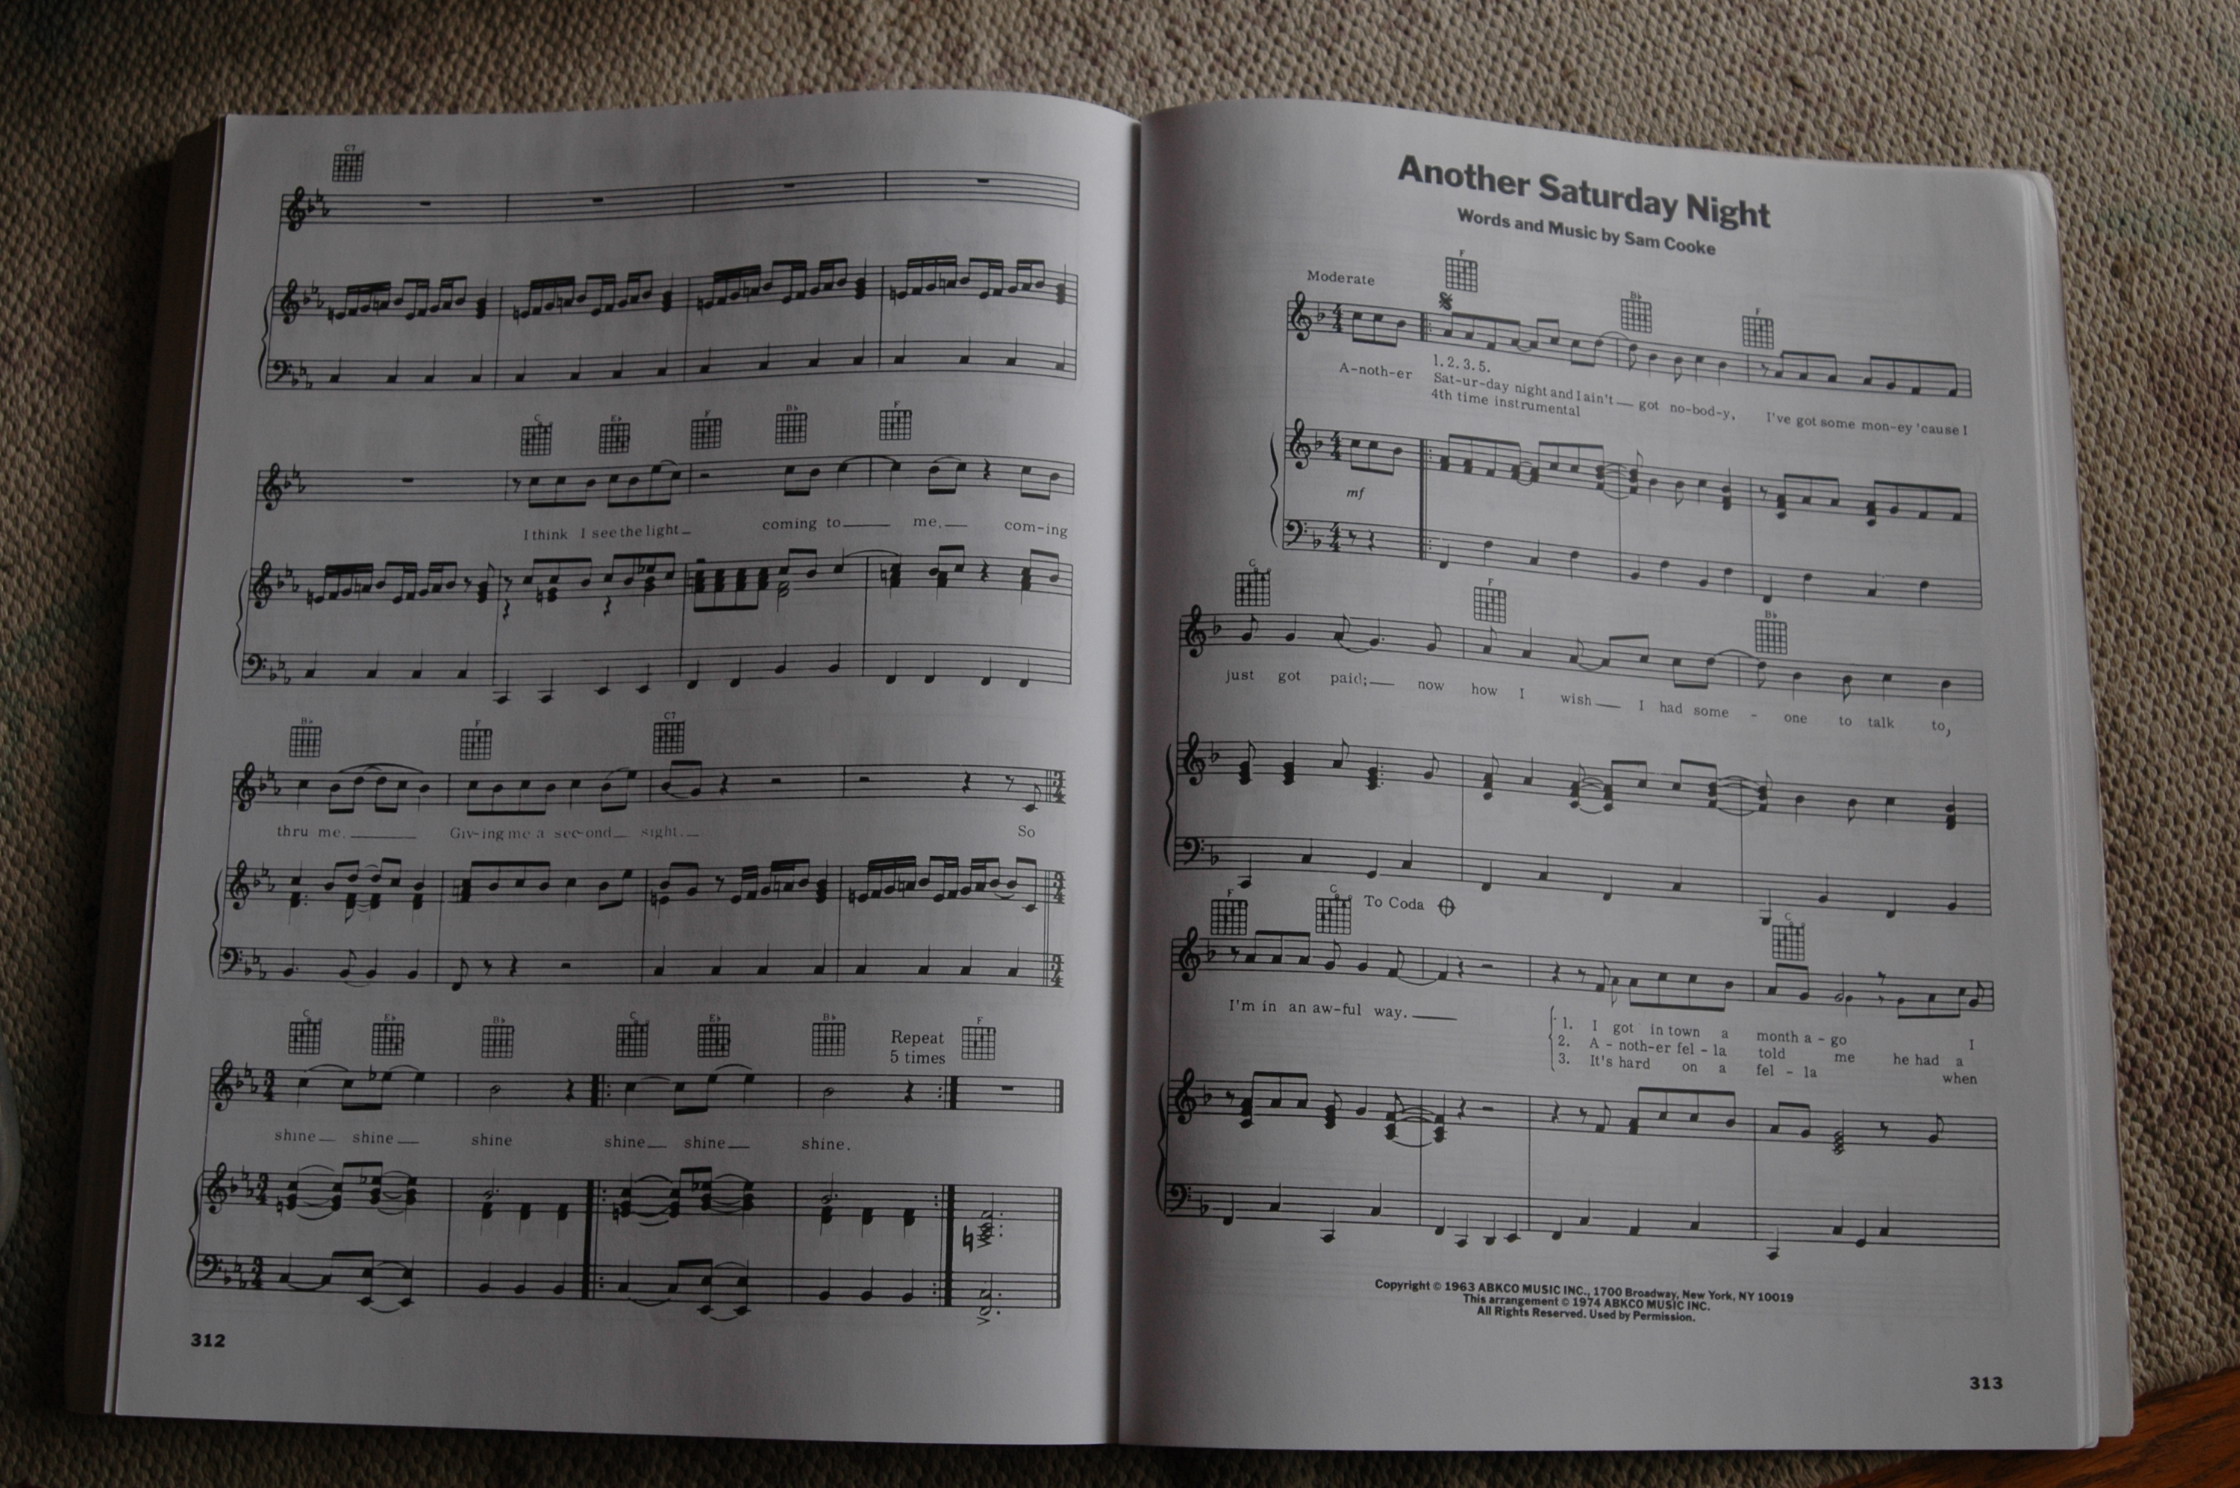 C7
C E♭ F B♭ F
I think I see the light — coming to — me. — com-ing
B♭ F C7
thru me. — Giv-ing me a second — sight. — So
C E♭ B♭ C E♭ B♭ Repeat F
5 times
shine — shine — shine shine — shine — shine.
312
Another Saturday Night
Words and Music by Sam Cooke
Moderate
F B♭ F
1. 2. 3. 5.
A-noth-er Sat-ur-day night and I ain't — got no-bod-y, I've got some mon-ey 'cause I
4th time instrumental
mf
C F B♭
just got paid; — now how I wish — I had some - one to talk to,
F C To Coda C
I'm in an aw-ful way. —
1. I got in town a month a - go I
2. A - noth-er fel - la told me he had a
3. It's hard on a fel - la when
Copyright © 1963 ABKCO MUSIC INC., 1700 Broadway, New York, NY 10019
This arrangement © 1974 ABKCO MUSIC INC.
All Rights Reserved. Used by Permission.
313